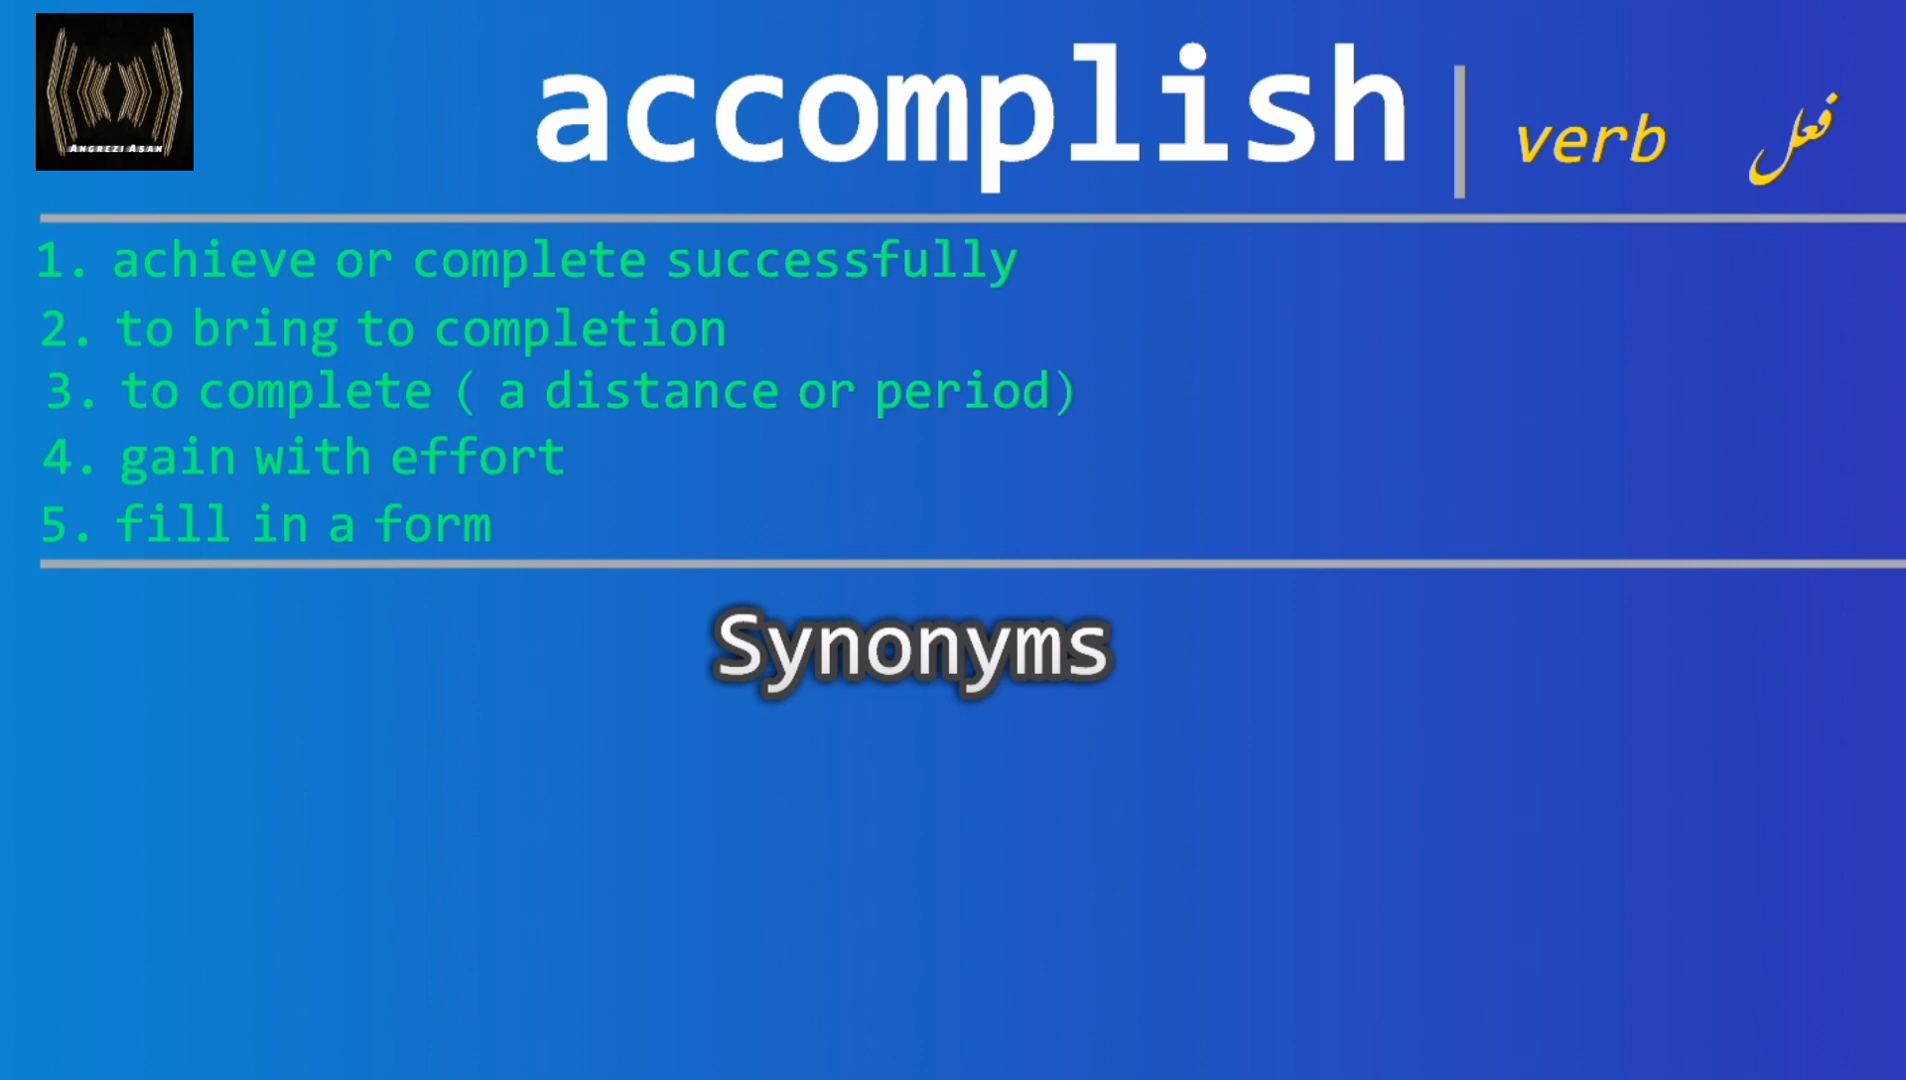 ANGREZI ASAN
accomplish verb فعل
1. achieve or complete successfully
2. to bring to completion
3. to complete ( a distance or period)
4. gain with effort
5. fill in a form
Synonyms